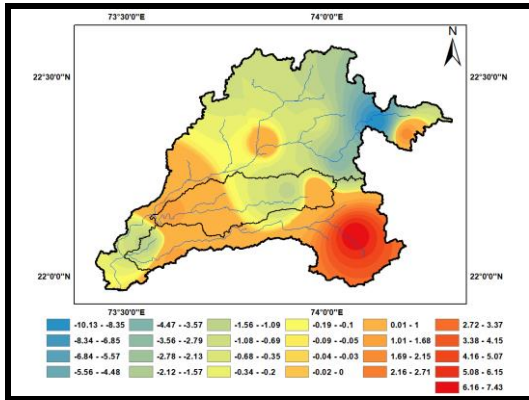 73°30'0"E 74°0'0"E
N
22°30'0"N 22°30'0"N
22°0'0"N 22°0'0"N
73°30'0"E 74°0'0"E
-10.13 - -8.35 -4.47 - -3.57 -1.56 - -1.09 -0.19 - -0.1 0.01 - 1 2.72 - 3.37
-8.34 - -6.85 -3.56 - -2.79 -1.08 - -0.69 -0.09 - -0.05 1.01 - 1.68 3.38 - 4.15
-6.84 - -5.57 -2.78 - -2.13 -0.68 - -0.35 -0.04 - -0.03 1.69 - 2.15 4.16 - 5.07
-5.56 - -4.48 -2.12 - -1.57 -0.34 - -0.2 -0.02 - 0 2.16 - 2.71 5.08 - 6.15
6.16 - 7.43